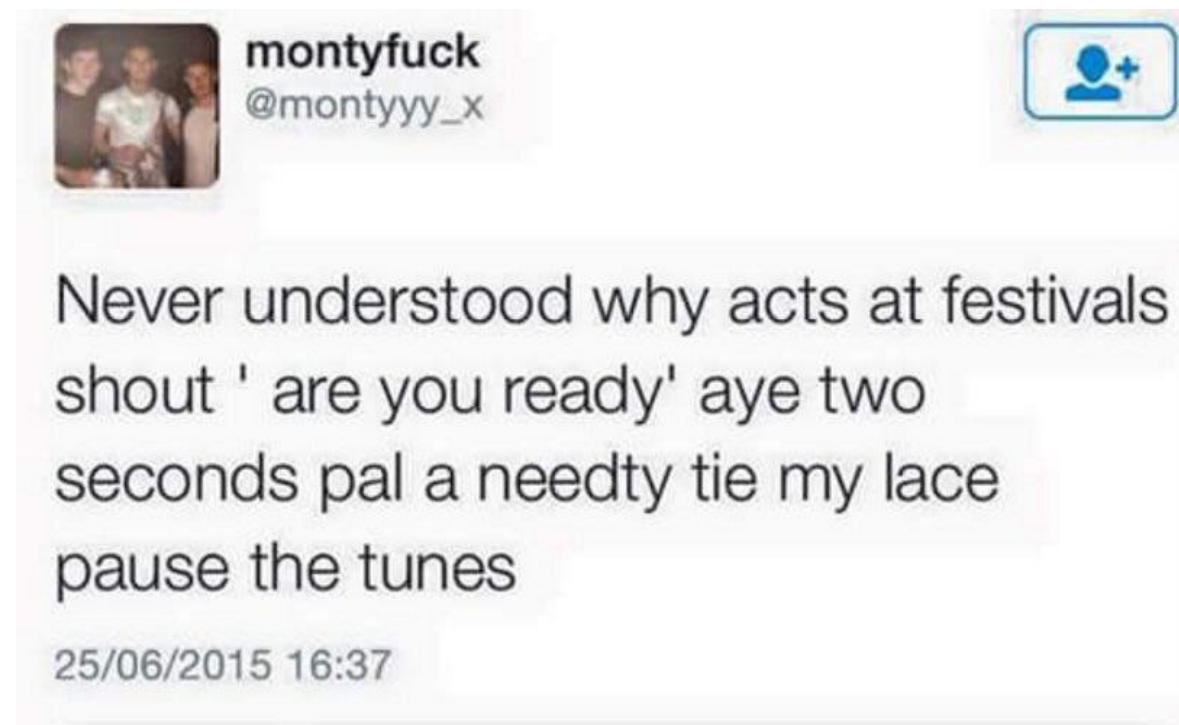 montyfuck
@montyyy_x
Never understood why acts at festivals
shout ' are you ready' aye two
seconds pal a needty tie my lace
pause the tunes
25/06/2015 16:37